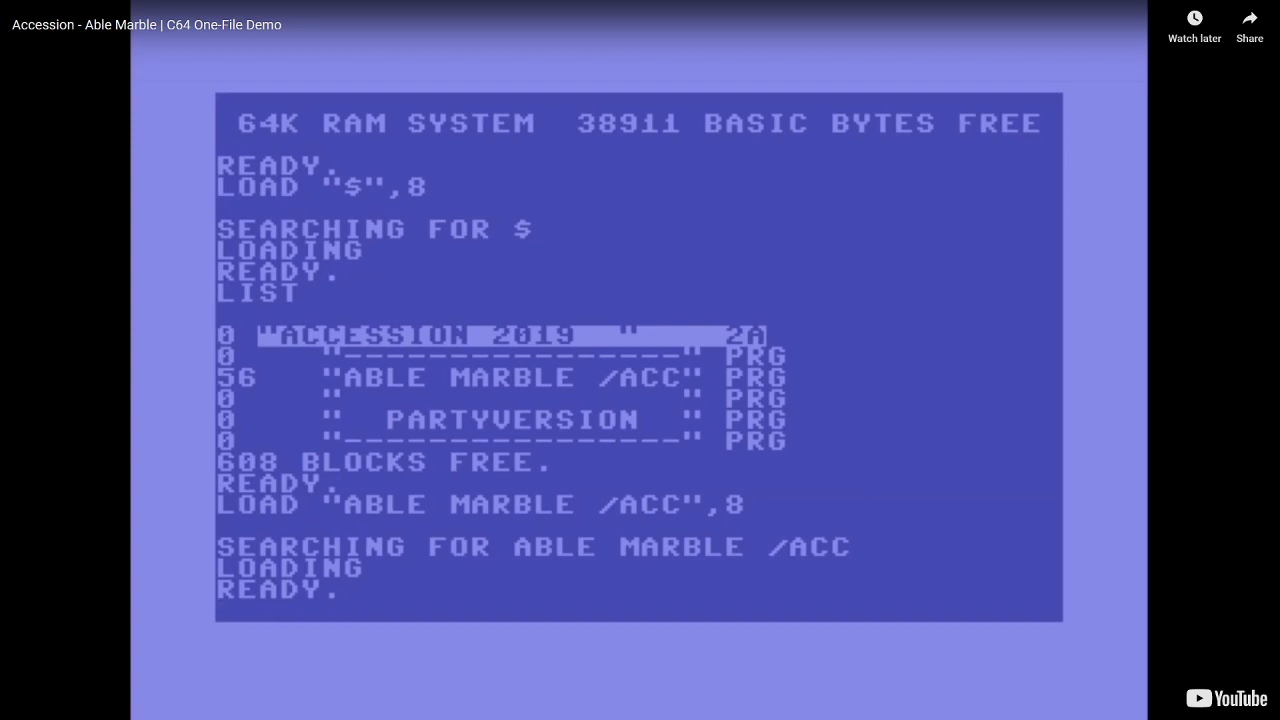 Accession - Able Marble | C64 One-File Demo
Watch later
Share
64K RAM SYSTEM  38911 BASIC BYTES FREE
READY.
LOAD "$",8
SEARCHING FOR $
LOADING
READY.
LIST
0 "ACCESSION 2019  "    2A
0    "----------------" PRG
56   "ABLE MARBLE /ACC" PRG
0    "                " PRG
0    "  PARTYVERSION  " PRG
0    "----------------" PRG
608 BLOCKS FREE.
READY.
LOAD "ABLE MARBLE /ACC",8
SEARCHING FOR ABLE MARBLE /ACC
LOADING
READY.
YouTube